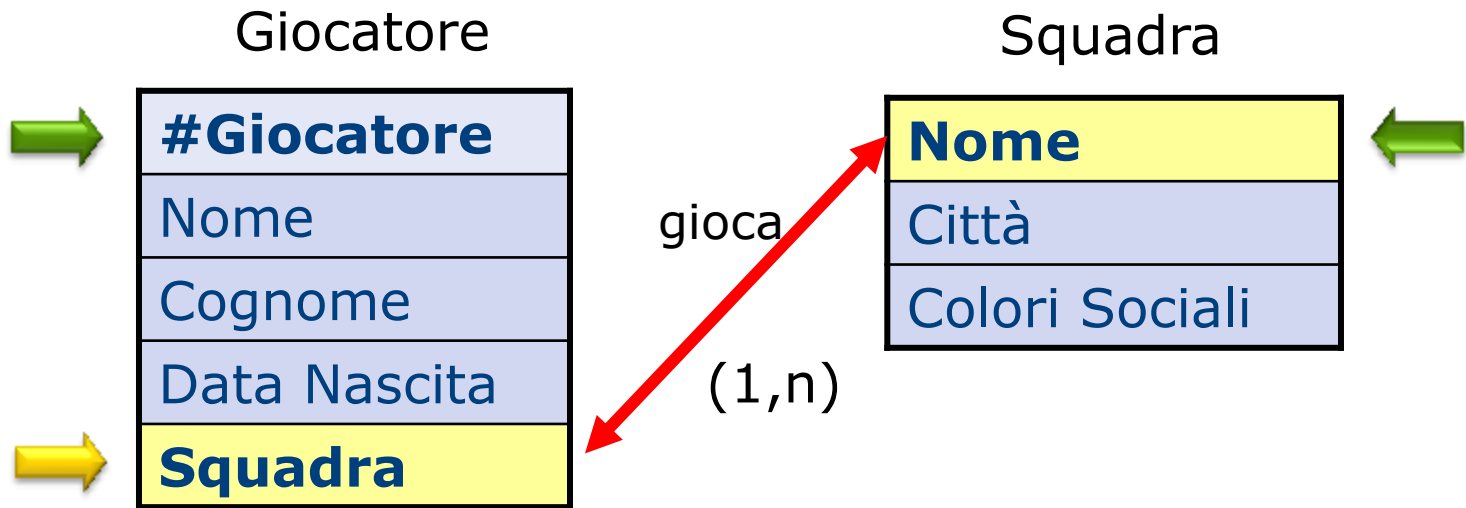 Giocatore
#Giocatore
Nome
Cognome
Data Nascita
Squadra
gioca
(1,n)
Squadra
Nome
Città
Colori Sociali